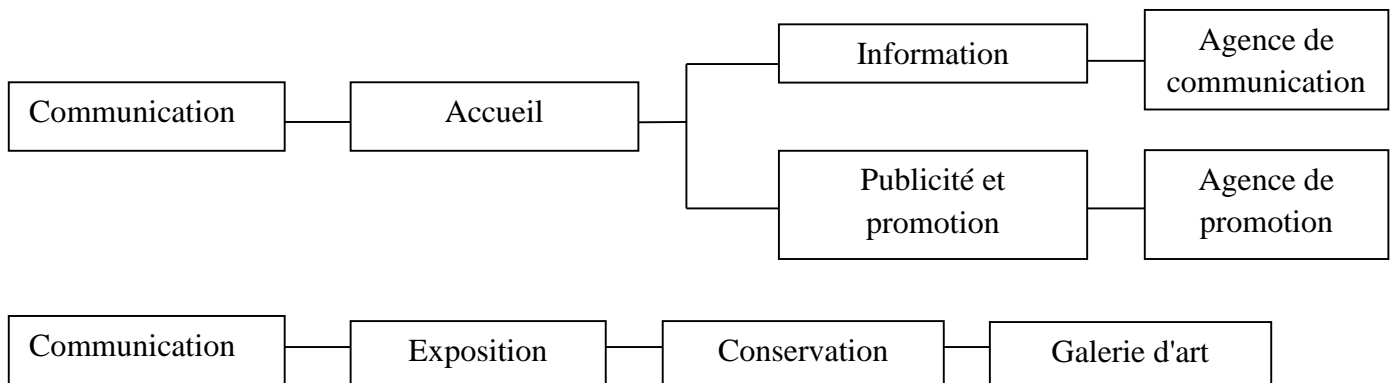 Communication
Accueil
Information
Agence de
communication
Publicité et
promotion
Agence de
promotion
Communication
Exposition
Conservation
Galerie d'art